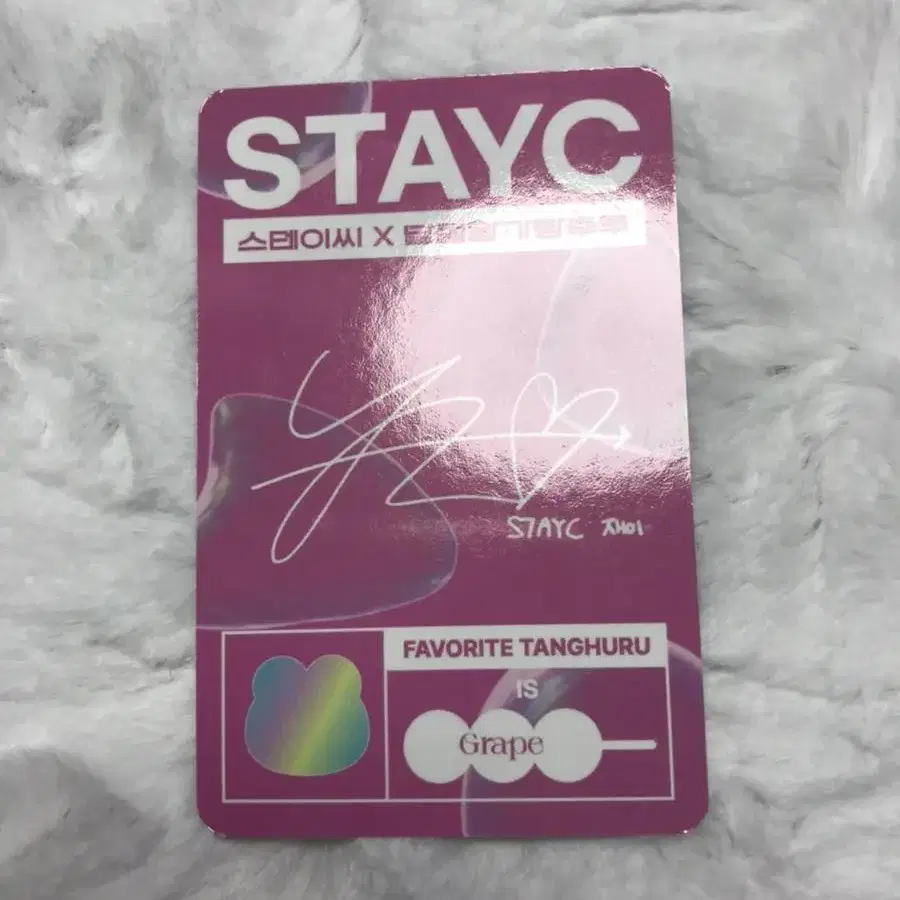 STAYC
스테이씨 X
STAYC 재이
FAVORITE TANGHURU
IS
Grape